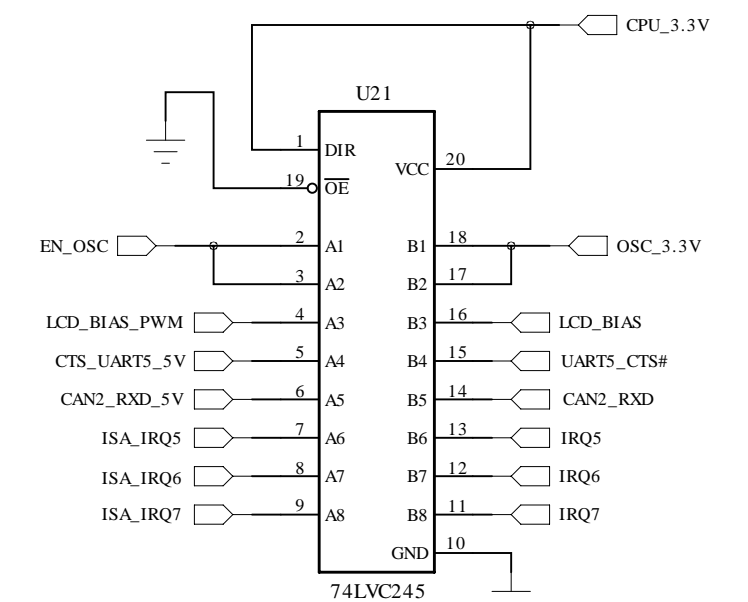 CPU_3.3V
U21
1 DIR
VCC 20
19 OE
EN_OSC 2 A1 B1 18 OSC_3.3V
3 A2 B2 17
LCD_BIAS_PWM 4 A3 B3 16 LCD_BIAS
CTS_UART5_5V 5 A4 B4 15 UART5_CTS#
CAN2_RXD_5V 6 A5 B5 14 CAN2_RXD
ISA_IRQ5 7 A6 B6 13 IRQ5
ISA_IRQ6 8 A7 B7 12 IRQ6
ISA_IRQ7 9 A8 B8 11 IRQ7
GND 10
74LVC245